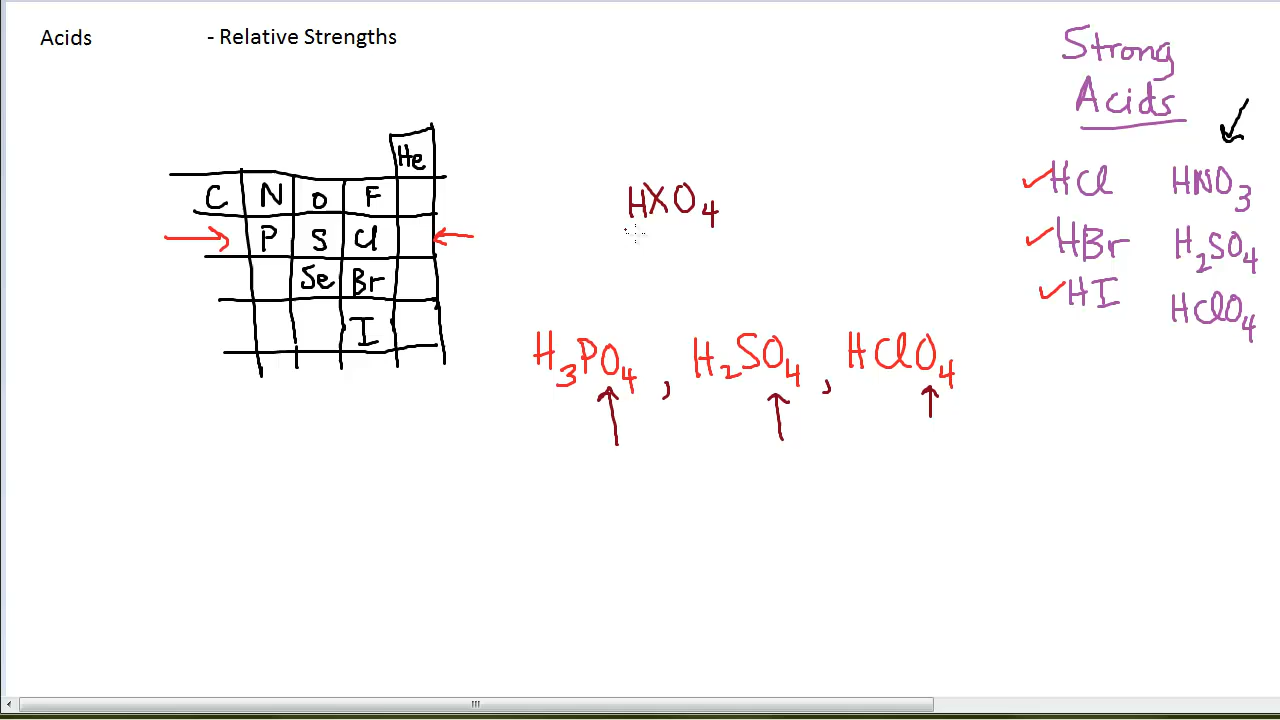 Acids - Relative Strengths
Strong
Acids
He
C N O F
P S Cl
Se Br
I
HXO₄
H₃PO₄ , H₂SO₄ , HClO₄
HCl HNO₃
HBr H₂SO₄
HI HClO₄